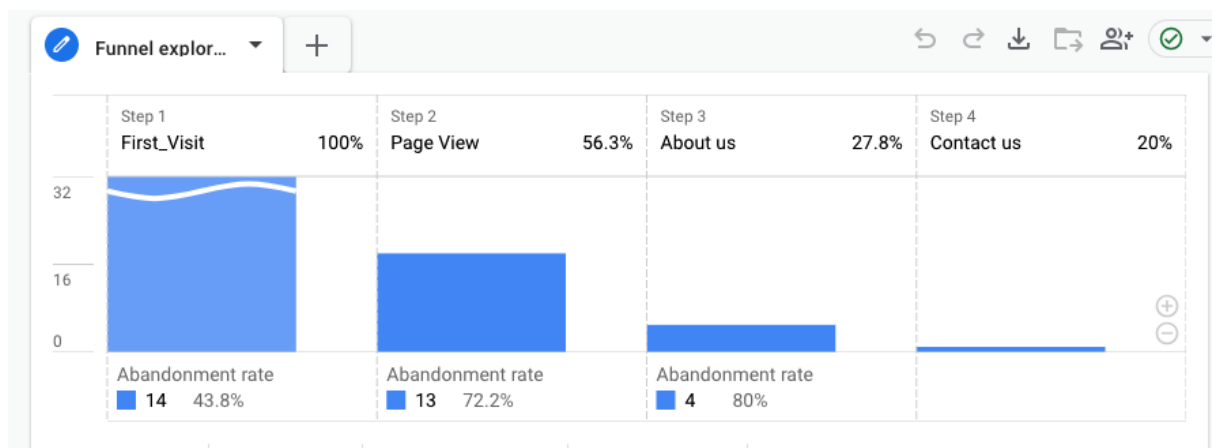 Funnel explor...
Step 1
First_Visit 100%
Step 2
Page View 56.3%
Step 3
About us 27.8%
Step 4
Contact us 20%
32
16
0
Abandonment rate
14 43.8%
Abandonment rate
13 72.2%
Abandonment rate
4 80%